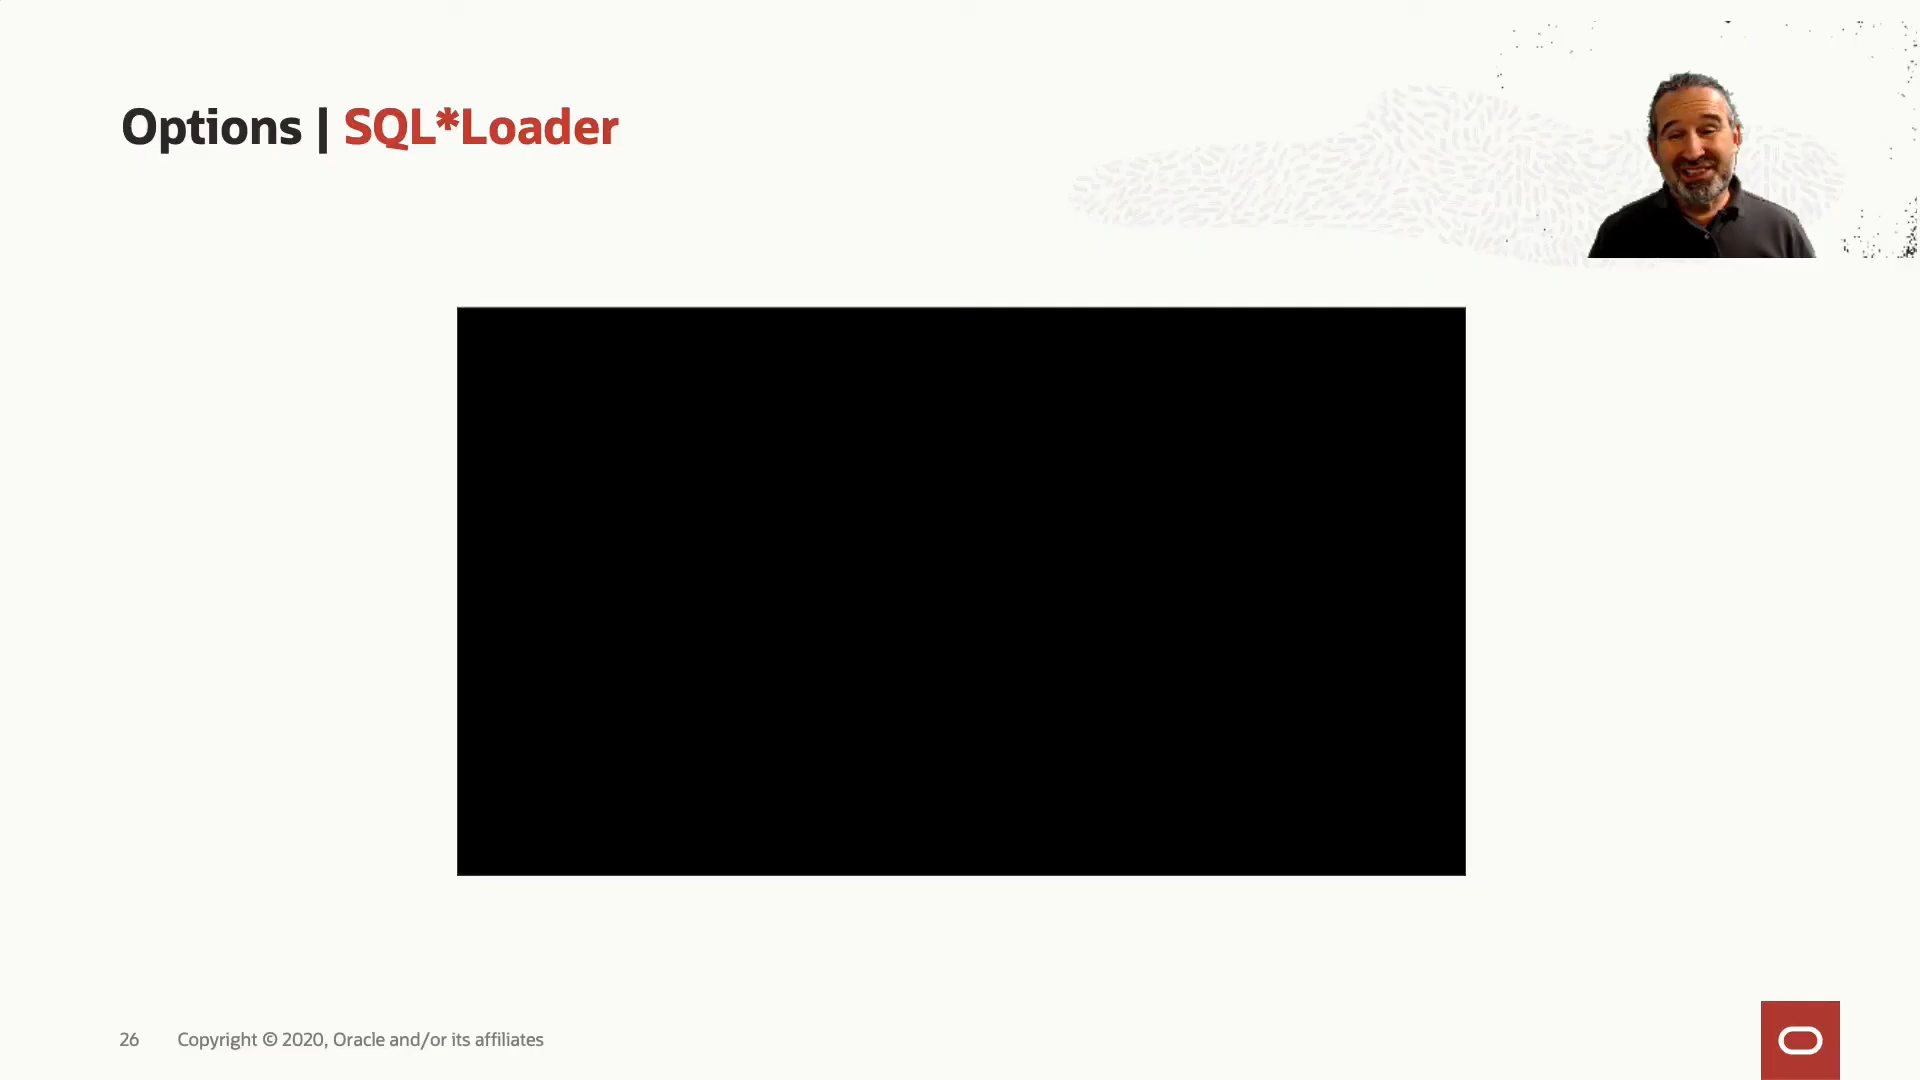 Options | SQL*Loader
26 Copyright © 2020, Oracle and/or its affiliates